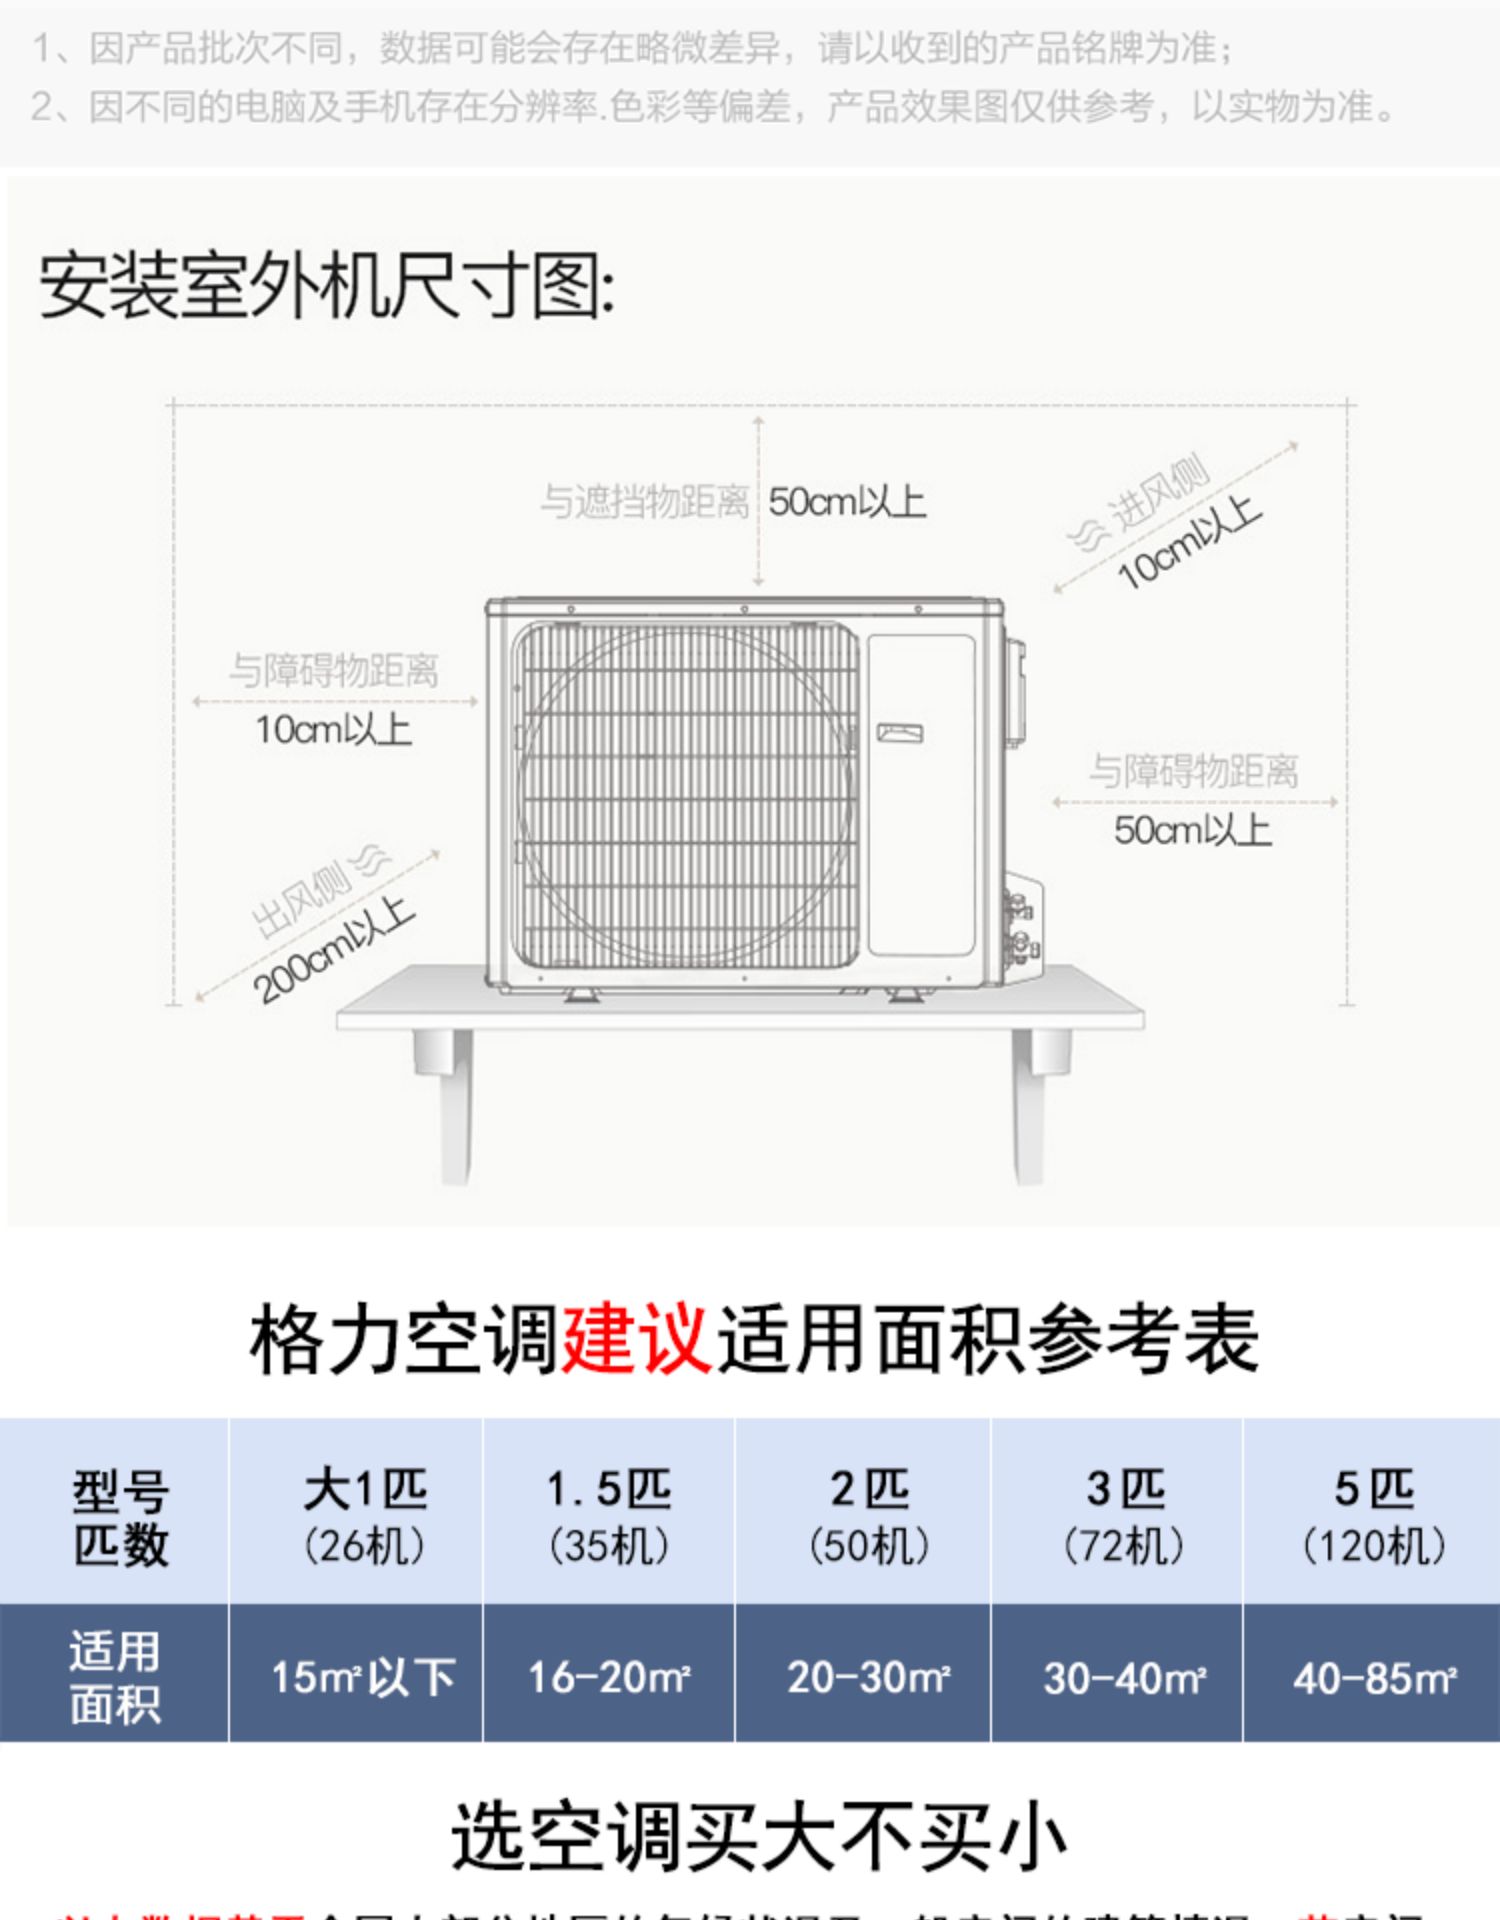 1、因产品批次不同，数据可能会存在略微差异，请以收到的产品铭牌为准；
2、因不同的电脑及手机存在分辨率.色彩等偏差，产品效果图仅供参考，以实物为准。
安装室外机尺寸图:
与遮挡物距离 50cm以上
进风侧
10cm以上
与障碍物距离
10cm以上
与障碍物距离
50cm以上
出风侧
200cm以上
格力空调建议适用面积参考表
型号匹数 大1匹 1.5匹 2匹 3匹 5匹
(26机) (35机) (50机) (72机) (120机)
适用面积 15㎡以下 16-20㎡ 20-30㎡ 30-40㎡ 40-85㎡
选空调买大不买小